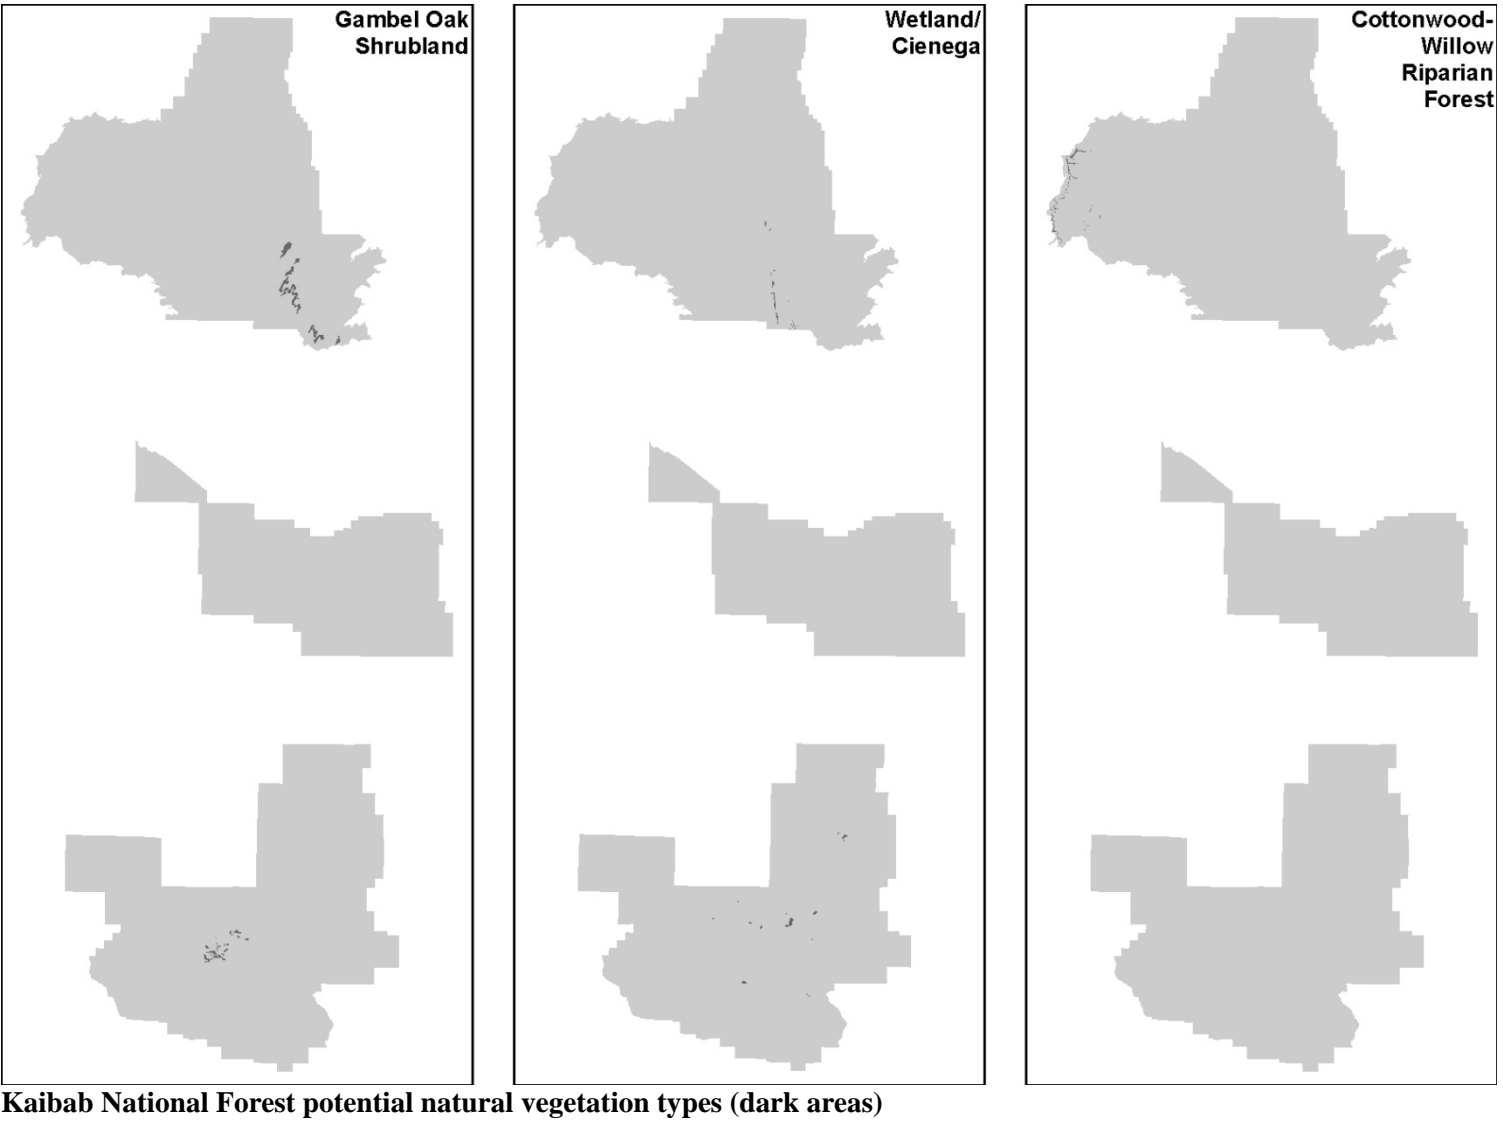 Gambel Oak
Shrubland
Wetland/
Cienega
Cottonwood-
Willow
Riparian
Forest
Kaibab National Forest potential natural vegetation types (dark areas)